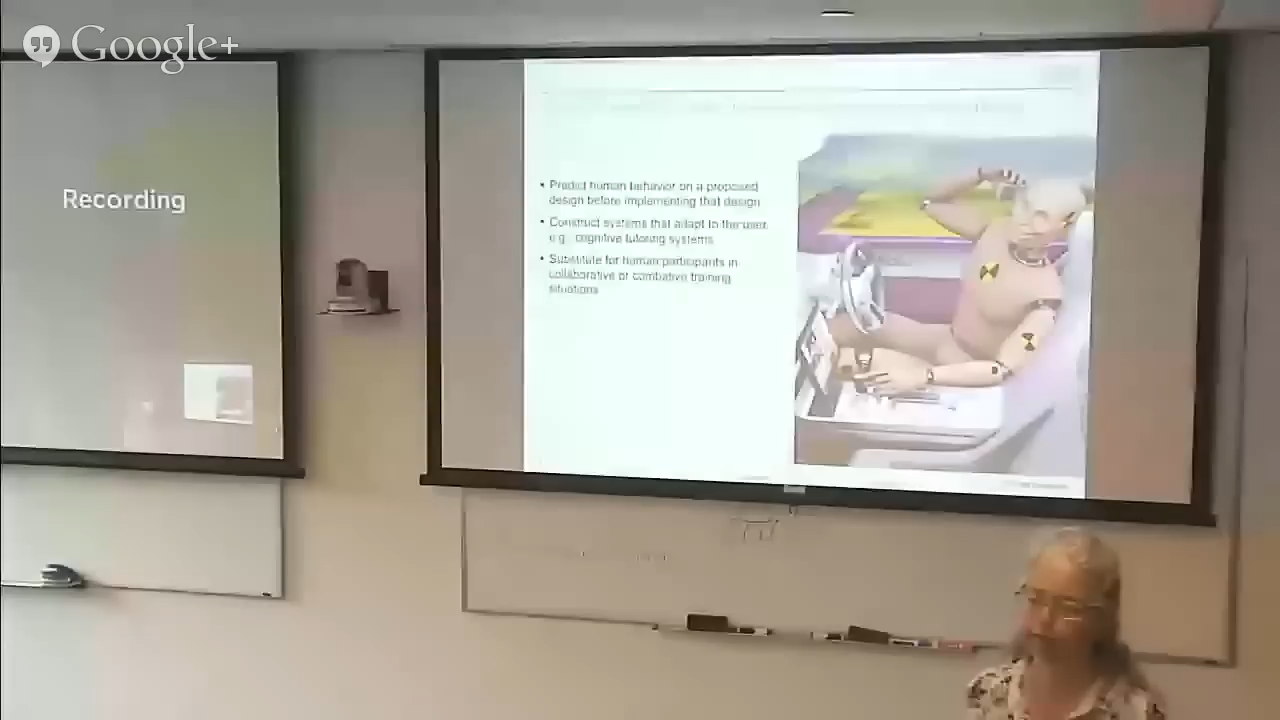 Google+
Recording
• Predict human behavior on a proposed
design before implementing that design
• Construct systems that adapt to the user,
e.g., cognitive tutoring systems
• Substitute for human participants in
collaborative or combative training
situations